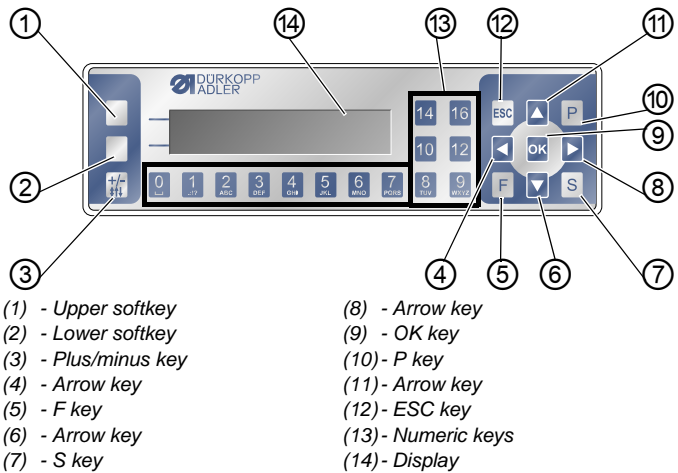 1
14
13
12
11
DÜRKOPP
ADLER
14 16
ESC
P
10
9
10 12
OK
2
+/-
0
1 .!?
2 ABC
3 DEF
4 GHI
5 JKL
6 MNO
7 PQRS
8 TUV
9 WXYZ
F
S
8
3
4
5
6
7
(1) - Upper softkey
(2) - Lower softkey
(3) - Plus/minus key
(4) - Arrow key
(5) - F key
(6) - Arrow key
(7) - S key
(8) - Arrow key
(9) - OK key
(10) - P key
(11) - Arrow key
(12) - ESC key
(13) - Numeric keys
(14) - Display